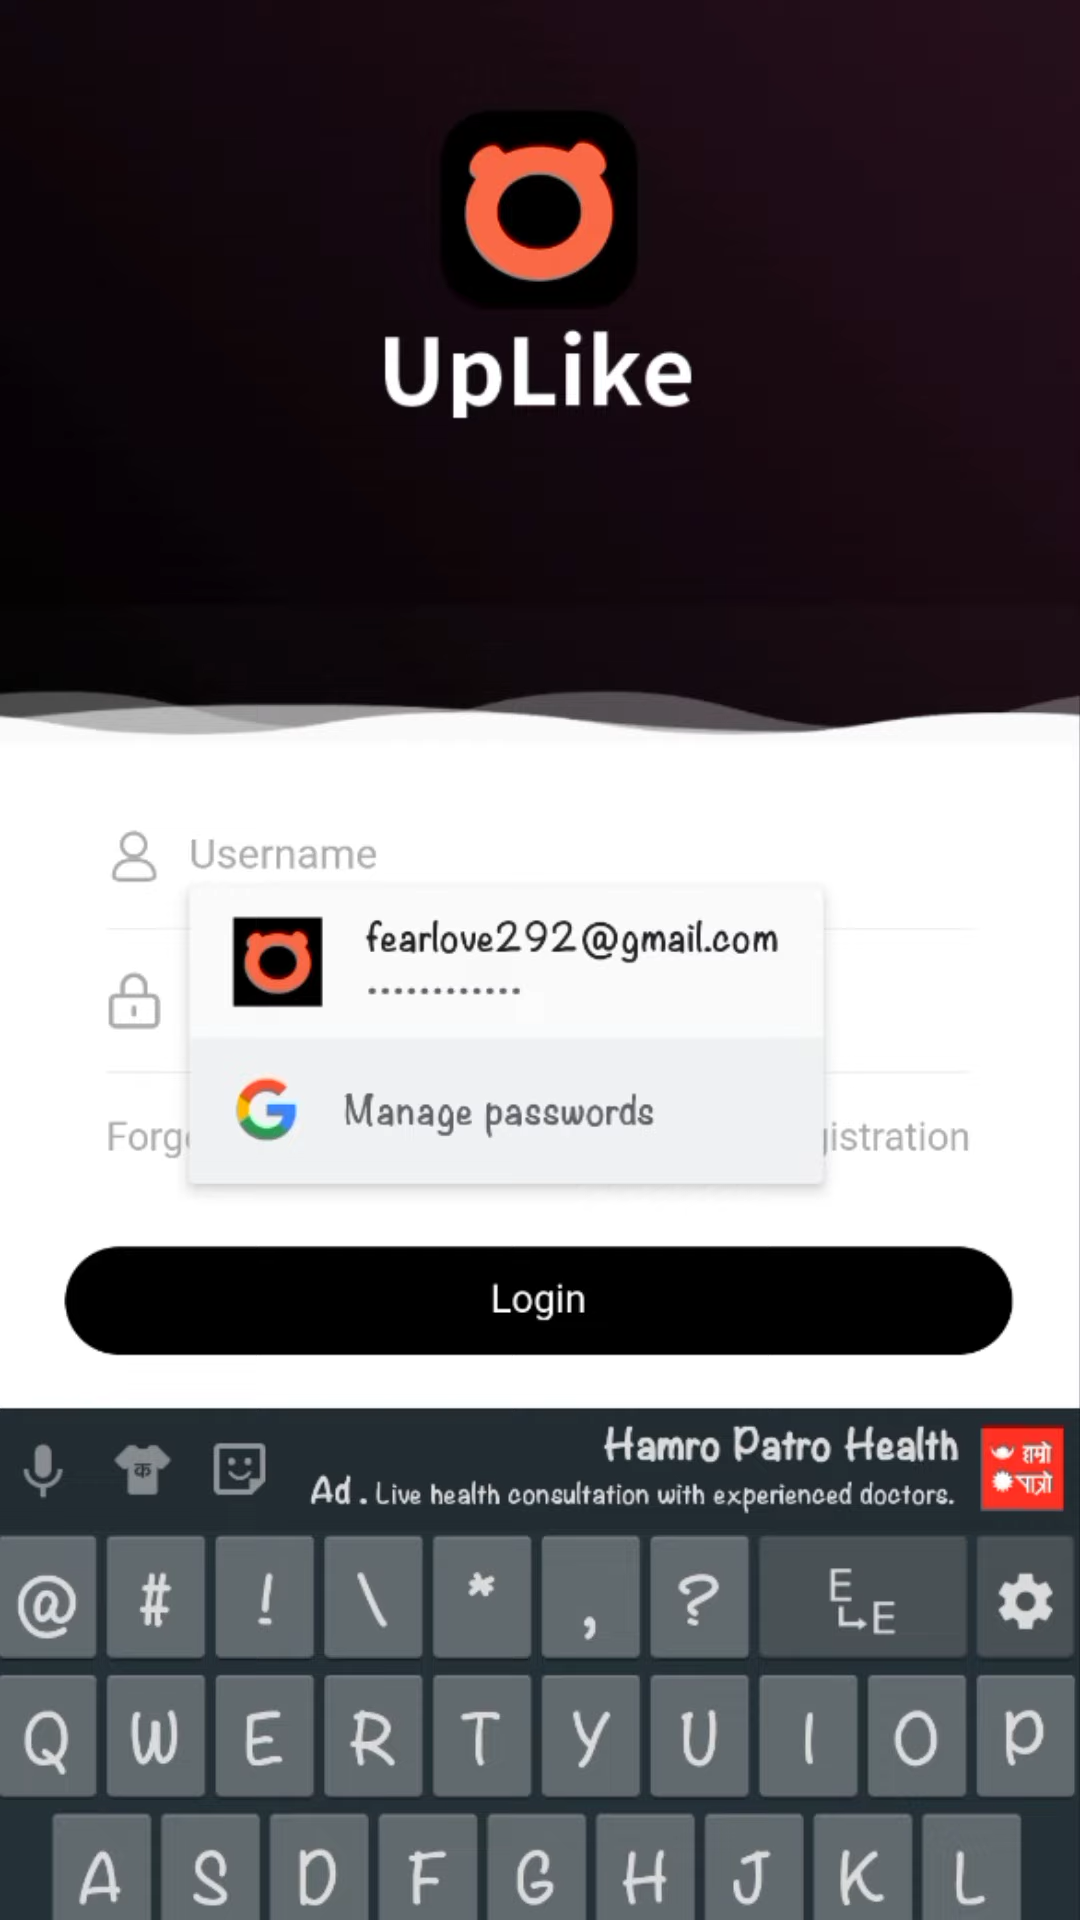 UpLike
Username
fearlove292@gmail.com
............
Manage passwords
Forg
istration
Login
Hamro Patro Health
Ad . Live health consultation with experienced doctors.
हाम्रो
पात्रो
क
@ # ! \ * , ? E E
Q W E R T Y U I O P
A S D F G H J K L